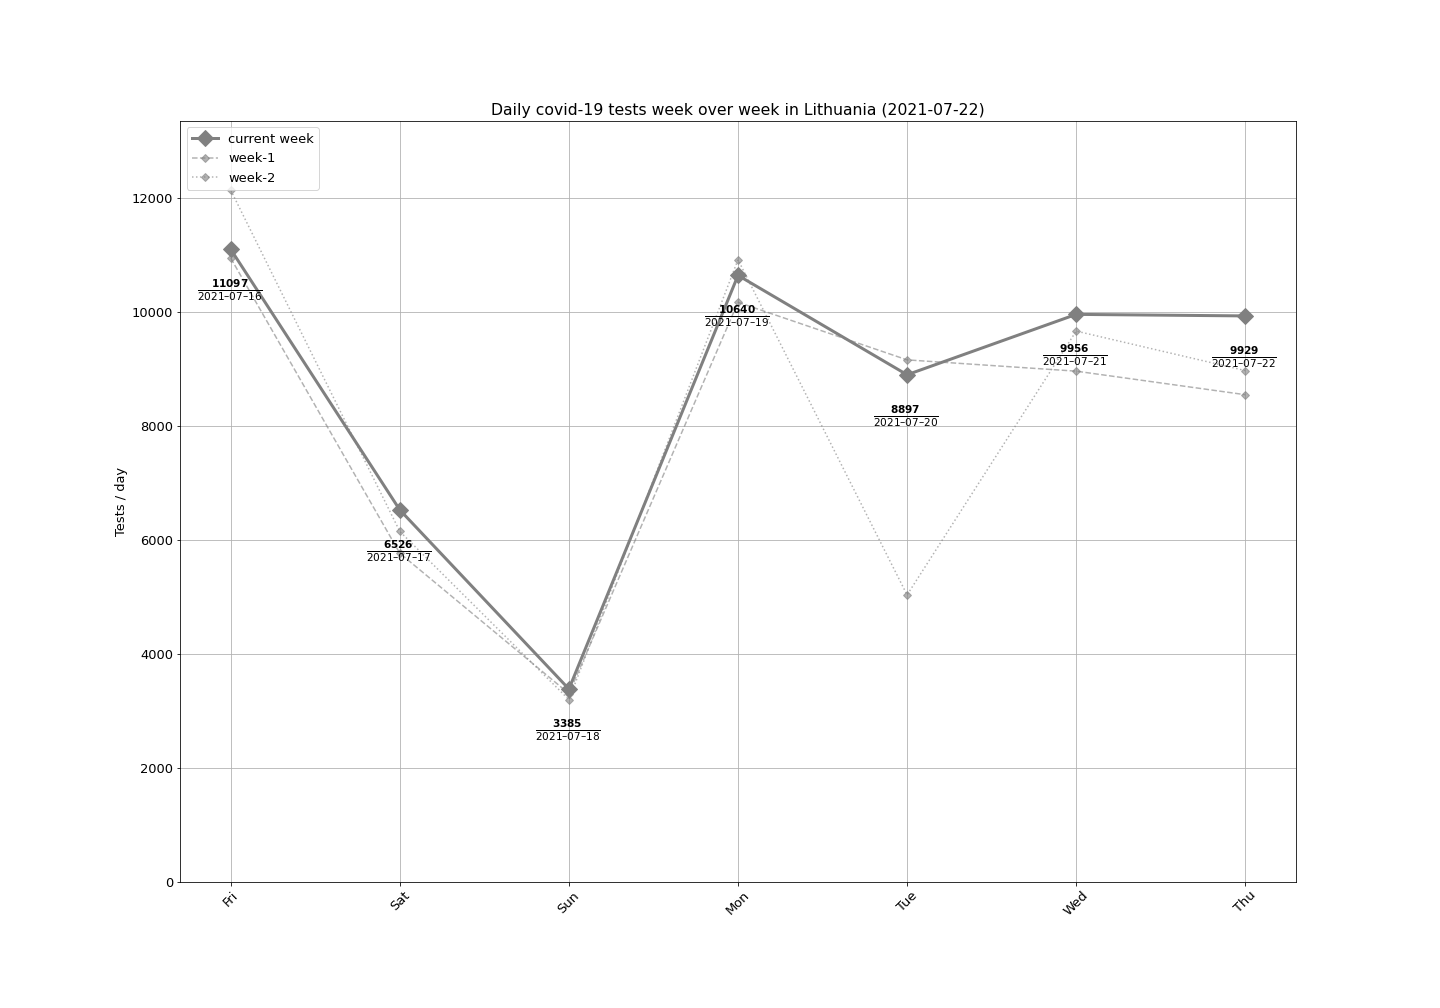 Daily covid-19 tests week over week in Lithuania (2021-07-22)
current week
week-1
week-2
12000
10000
8000
6000
4000
2000
0
Tests / day
11097
2021–07–16
6526
2021–07–17
3385
2021–07–18
10640
2021–07–19
8897
2021–07–20
9956
2021–07–21
9929
2021–07–22
Fri
Sat
Sun
Mon
Tue
Wed
Thu